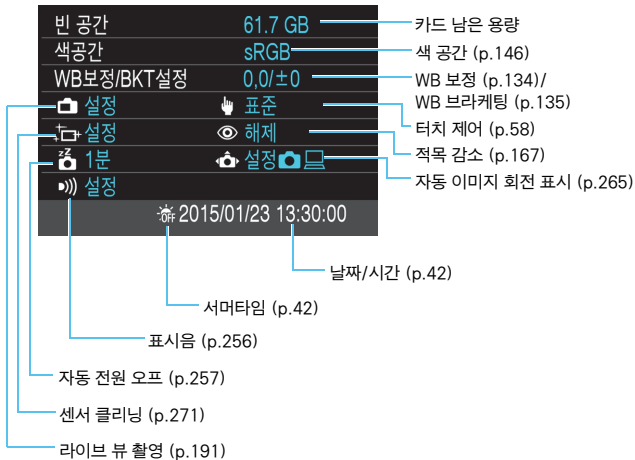 빈 공간 61.7 GB 카드 남은 용량
색공간 sRGB 색 공간 (p.146)
WB보정/BKT설정 0,0/±0 WB 보정 (p.134)/
WB 브라케팅 (p.135)
설정 표준 터치 제어 (p.58)
설정 해제 적목 감소 (p.167)
zZ 1분 설정 자동 이미지 회전 표시 (p.265)
설정
OFF 2015/01/23 13:30:00
날짜/시간 (p.42)
서머타임 (p.42)
표시음 (p.256)
자동 전원 오프 (p.257)
센서 클리닝 (p.271)
라이브 뷰 촬영 (p.191)